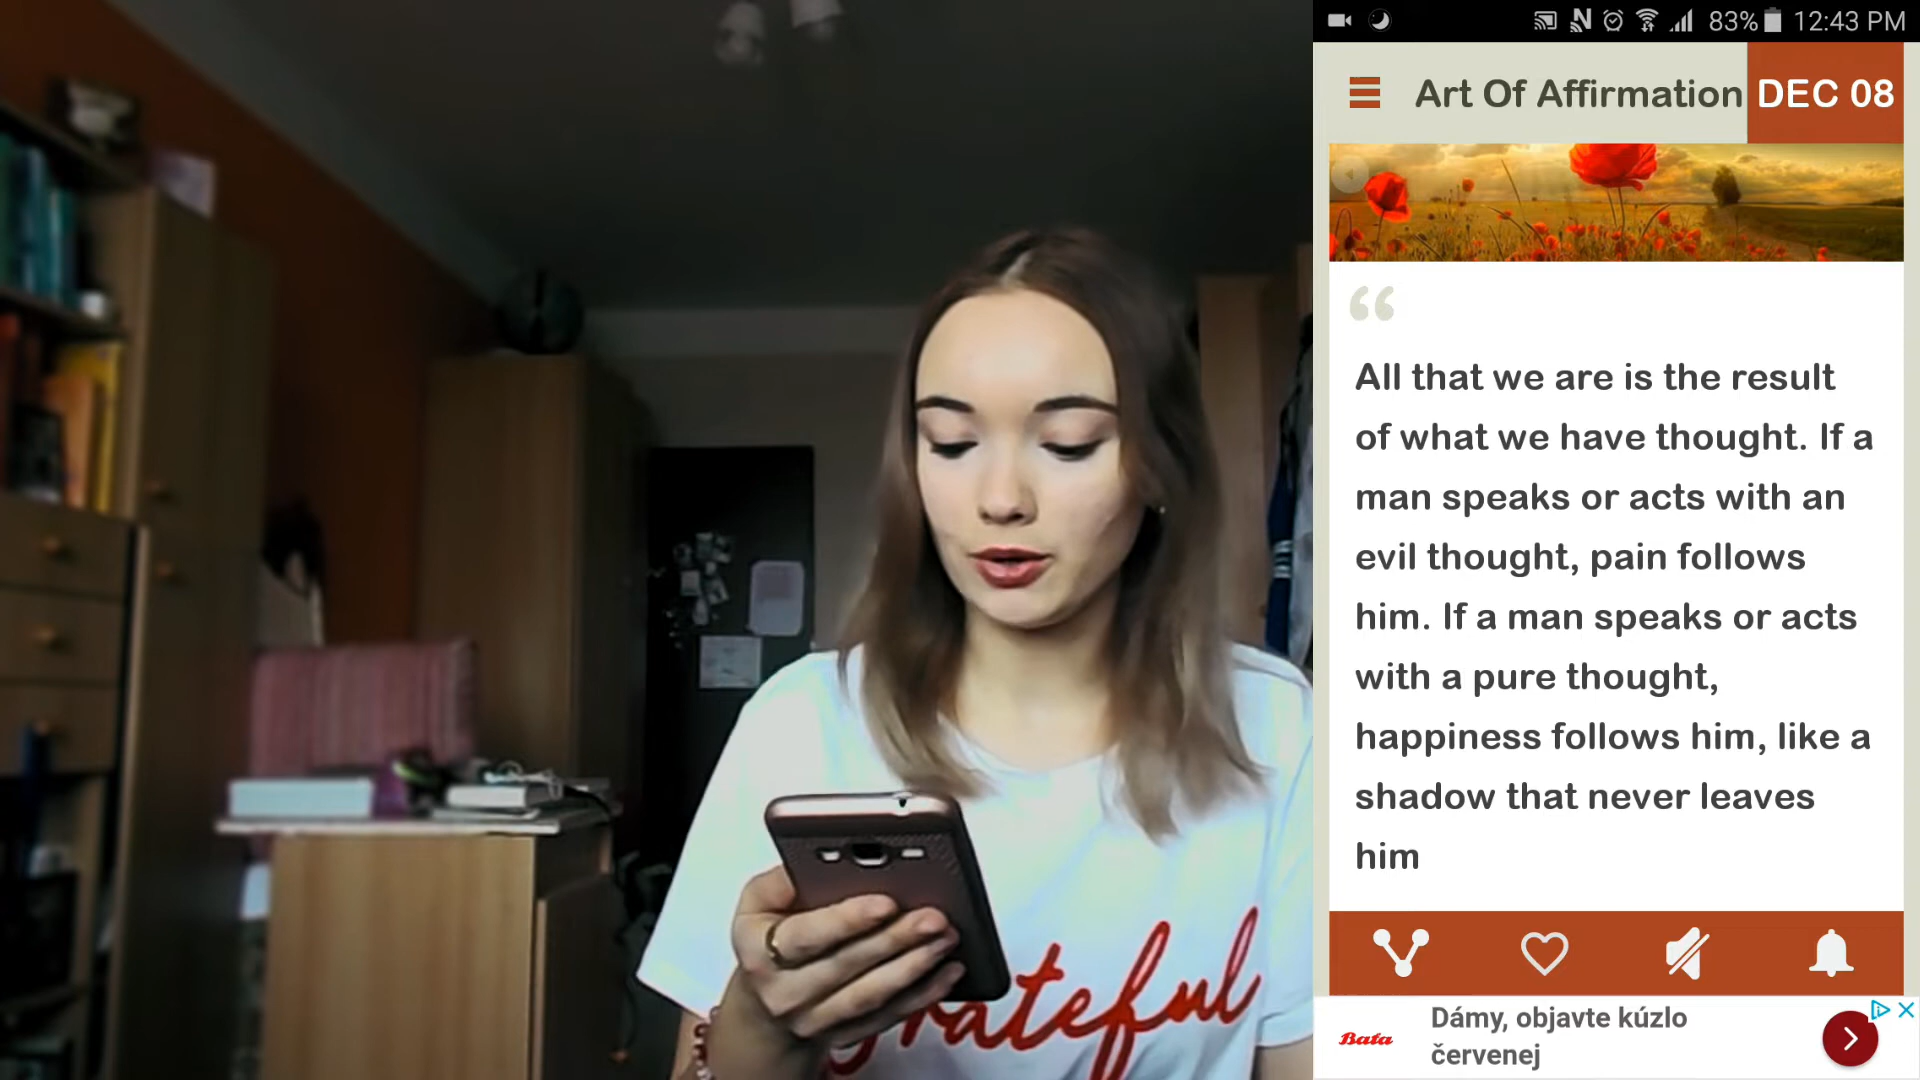 83% 12:43 PM
Art Of Affirmation
DEC 08
All that we are is the result
of what we have thought. If a
man speaks or acts with an
evil thought, pain follows
him. If a man speaks or acts
with a pure thought,
happiness follows him, like a
shadow that never leaves
him
Bata
Dámy, objavte kúzlo
červenej
grateful